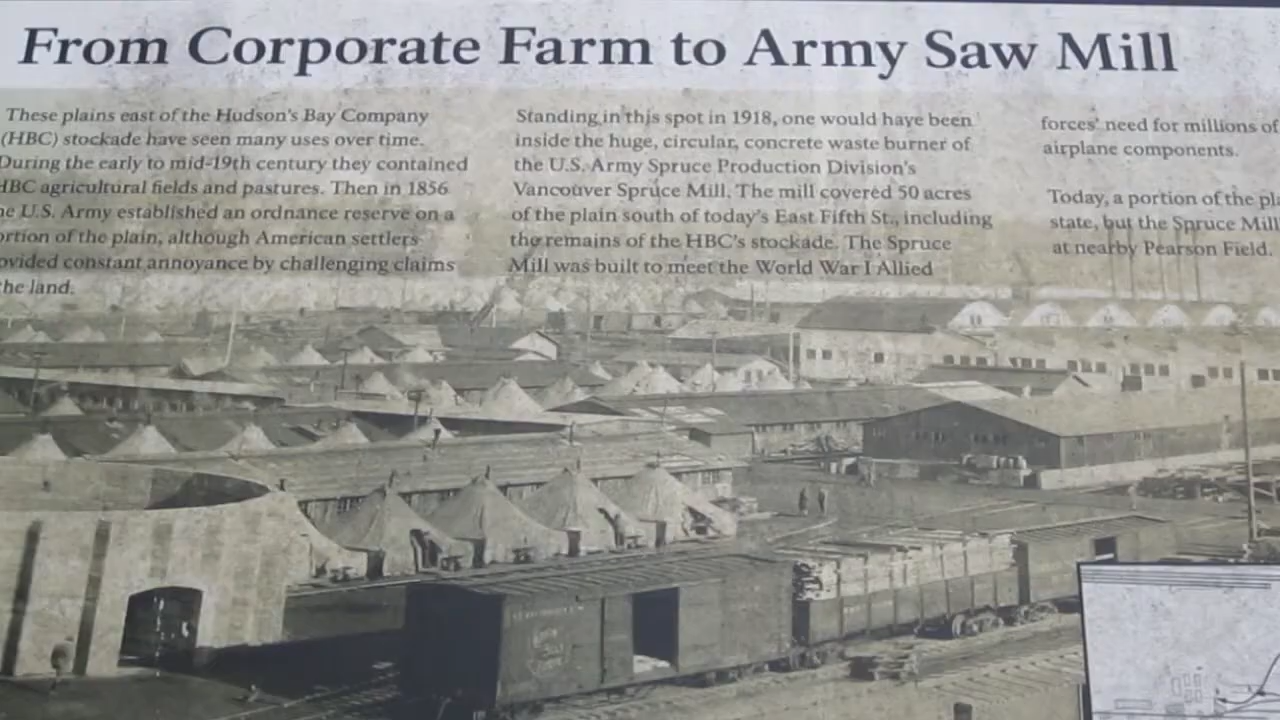 From Corporate Farm to Army Saw Mill
These plains east of the Hudson's Bay Company
(HBC) stockade have seen many uses over time.
During the early to mid-19th century they contained
HBC agricultural fields and pastures. Then in 1856
U.S. Army established an ordnance reserve on a
of the plain, although American settlers
constant annoyance by challenging claims
the land.
Standing in this spot in 1918, one would have been
inside the huge, circular, concrete waste burner of
the U.S. Army Spruce Production Division's
Vancouver Spruce Mill. The mill covered 50 acres
of the plain south of today's East Fifth St., including
the remains of the HBC's stockade. The Spruce
Mill was built to meet the World War I Allied
forces' need for millions of
airplane components.
Today, a portion of the
state, but the Spruce Mill
at nearby Pearson Field.